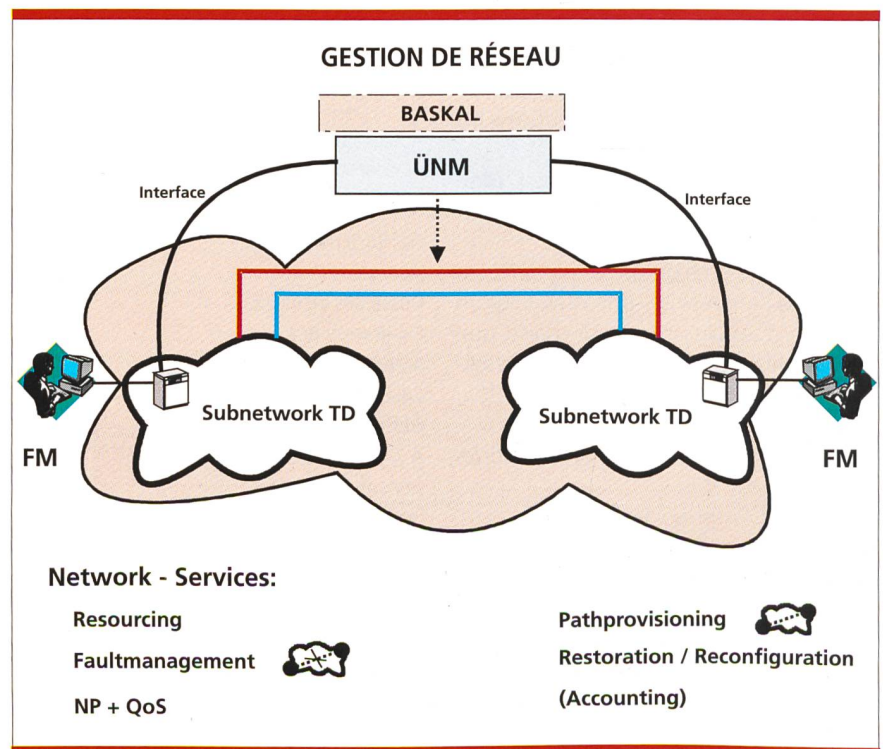 GESTION DE RÉSEAU
BASKAL
ÜNM
Interface
Interface
Subnetwork TD
Subnetwork TD
FM
FM
Network - Services:
Resourcing
Faultmanagement
NP + QoS
Pathprovisioning
Restoration / Reconfiguration
(Accounting)